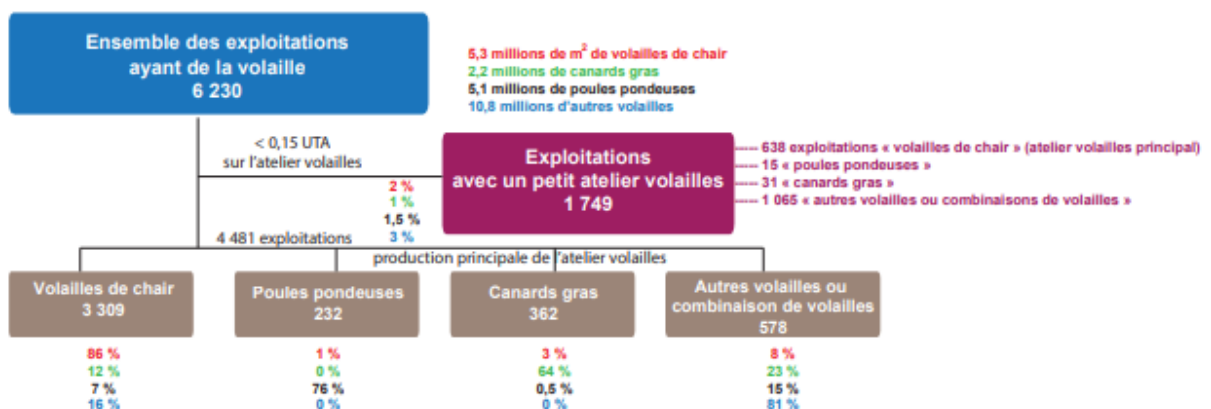 Ensemble des exploitations
ayant de la volaille
6 230
5,3 millions de m² de volailles de chair
2,2 millions de canards gras
5,1 millions de poules pondeuses
10,8 millions d'autres volailles
< 0,15 UTA
sur l'atelier volailles
Exploitations
avec un petit atelier volailles
1 749
638 exploitations « volailles de chair » (atelier volailles principal)
15 « poules pondeuses »
31 « canards gras »
1 065 « autres volailles ou combinaisons de volailles »
2 %
1 %
1,5 %
3 %
4 481 exploitations
production principale de l'atelier volailles
Volailles de chair
3 309
Poules pondeuses
232
Canards gras
362
Autres volailles ou
combinaison de volailles
578
86 %
12 %
7 %
16 %
1 %
0 %
76 %
0 %
3 %
64 %
0,5 %
0 %
8 %
23 %
15 %
81 %